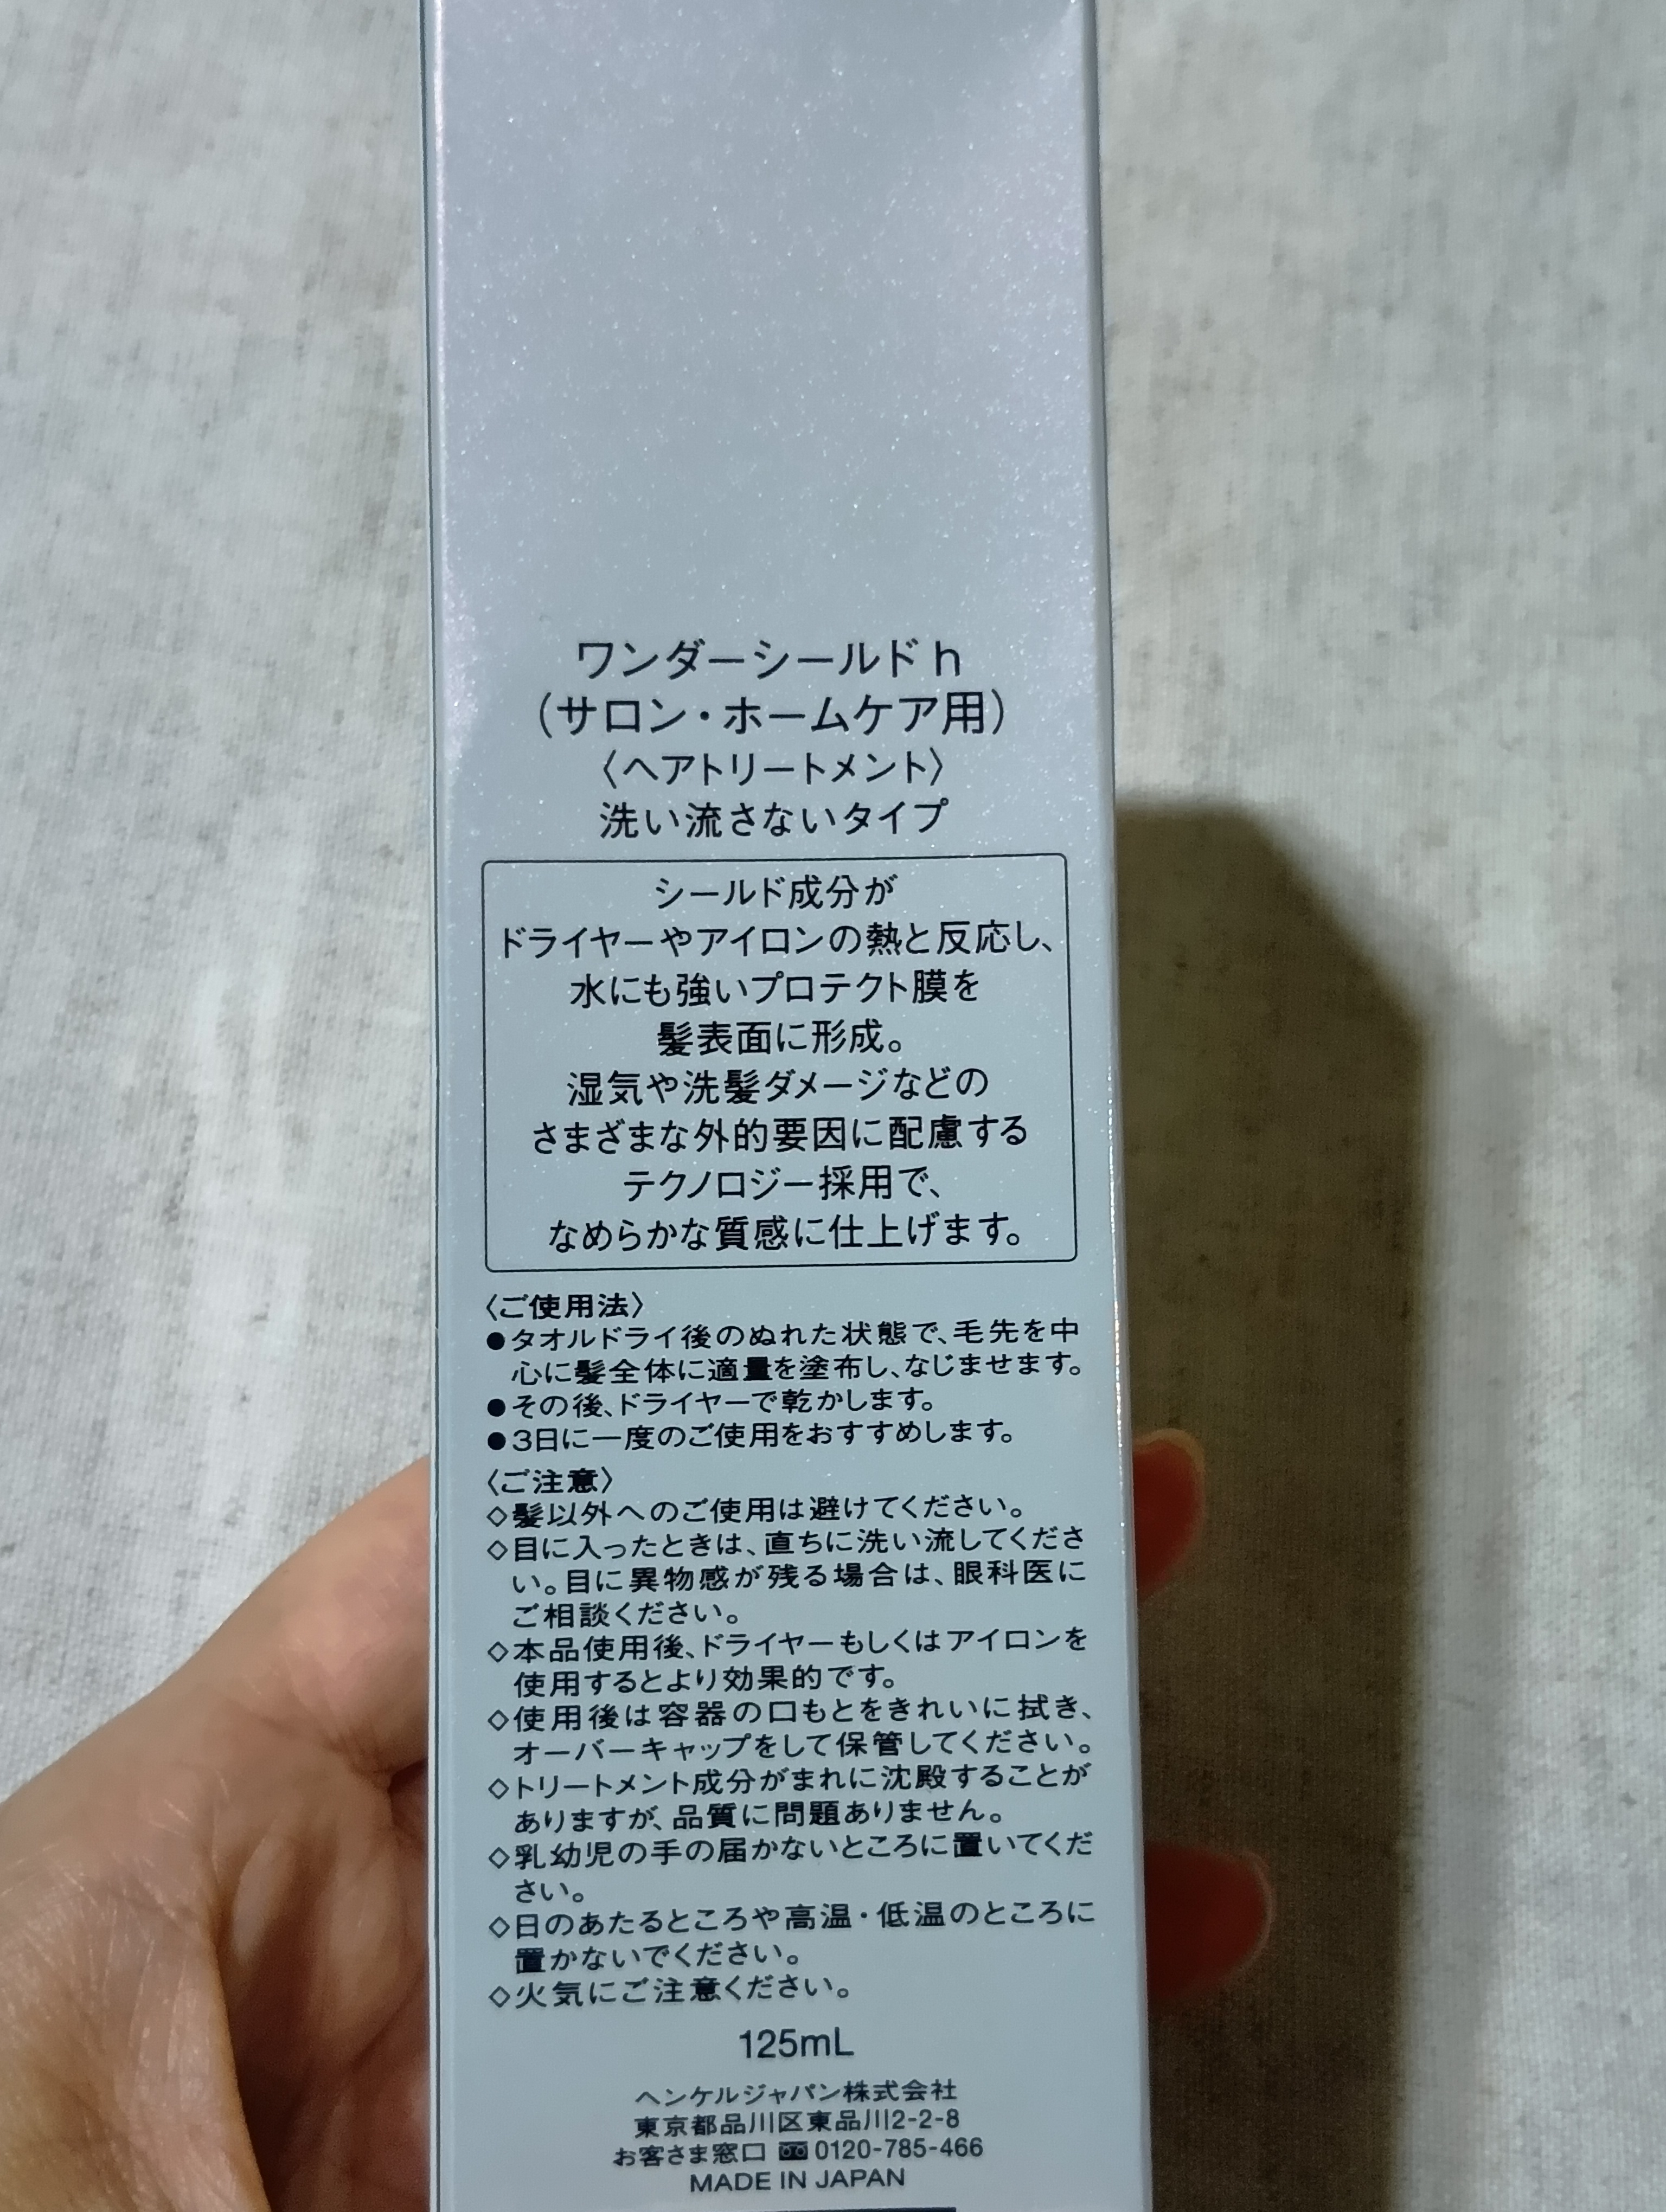 ワンダーシールド h
(サロン・ホームケア用)
〈ヘアトリートメント〉
洗い流さないタイプ
シールド成分が
ドライヤーやアイロンの熱と反応し、
水にも強いプロテクト膜を
髪表面に形成。
湿気や洗髪ダメージなどの
さまざまな外的要因に配慮する
テクノロジー採用で、
なめらかな質感に仕上げます。
〈ご使用法〉
●タオルドライ後のぬれた状態で、毛先を中
心に髪全体に適量を塗布し、なじませます。
●その後、ドライヤーで乾かします。
●3日に一度のご使用をおすすめします。
〈ご注意〉
◇髪以外へのご使用は避けてください。
◇目に入ったときは、直ちに洗い流してくださ
い。目に異物感が残る場合は、眼科医に
ご相談ください。
◇本品使用後、ドライヤーもしくはアイロンを
使用するとより効果的です。
◇使用後は容器の口もとをきれいに拭き、
オーバーキャップをして保管してください。
◇トリートメント成分がまれに沈殿することが
ありますが、品質に問題ありません。
◇乳幼児の手の届かないところに置いてくだ
さい。
◇日のあたるところや高温・低温のところに
置かないでください。
◇火気にご注意ください。
125mL
ヘンケルジャパン株式会社
東京都品川区東品川2-2-8
お客さま窓口 0120-785-466
MADE IN JAPAN